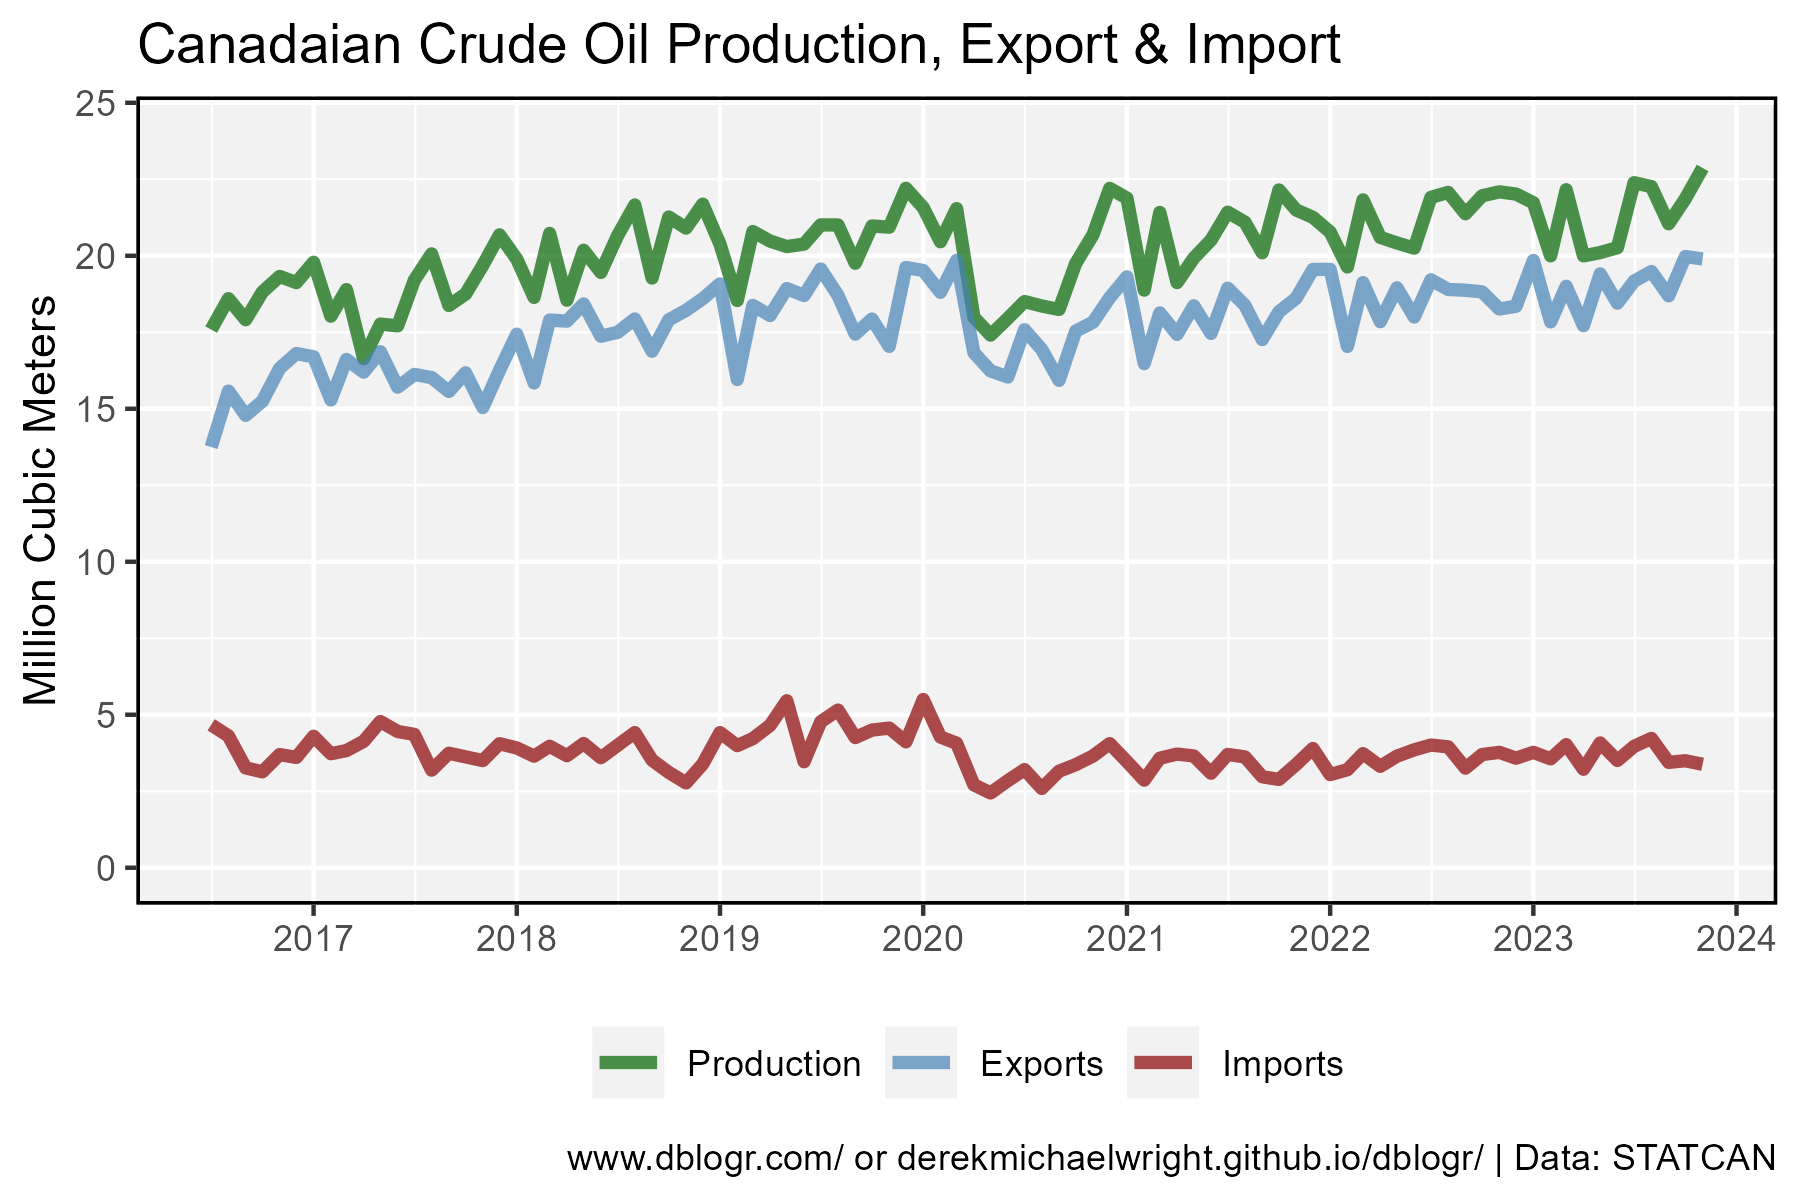 Canadaian Crude Oil Production, Export & Import
Million Cubic Meters
25
20
15
10
5
0
2017 2018 2019 2020 2021 2022 2023 2024
Production Exports Imports
www.dblogr.com/ or derekmichaelwright.github.io/dblogr/ | Data: STATCAN